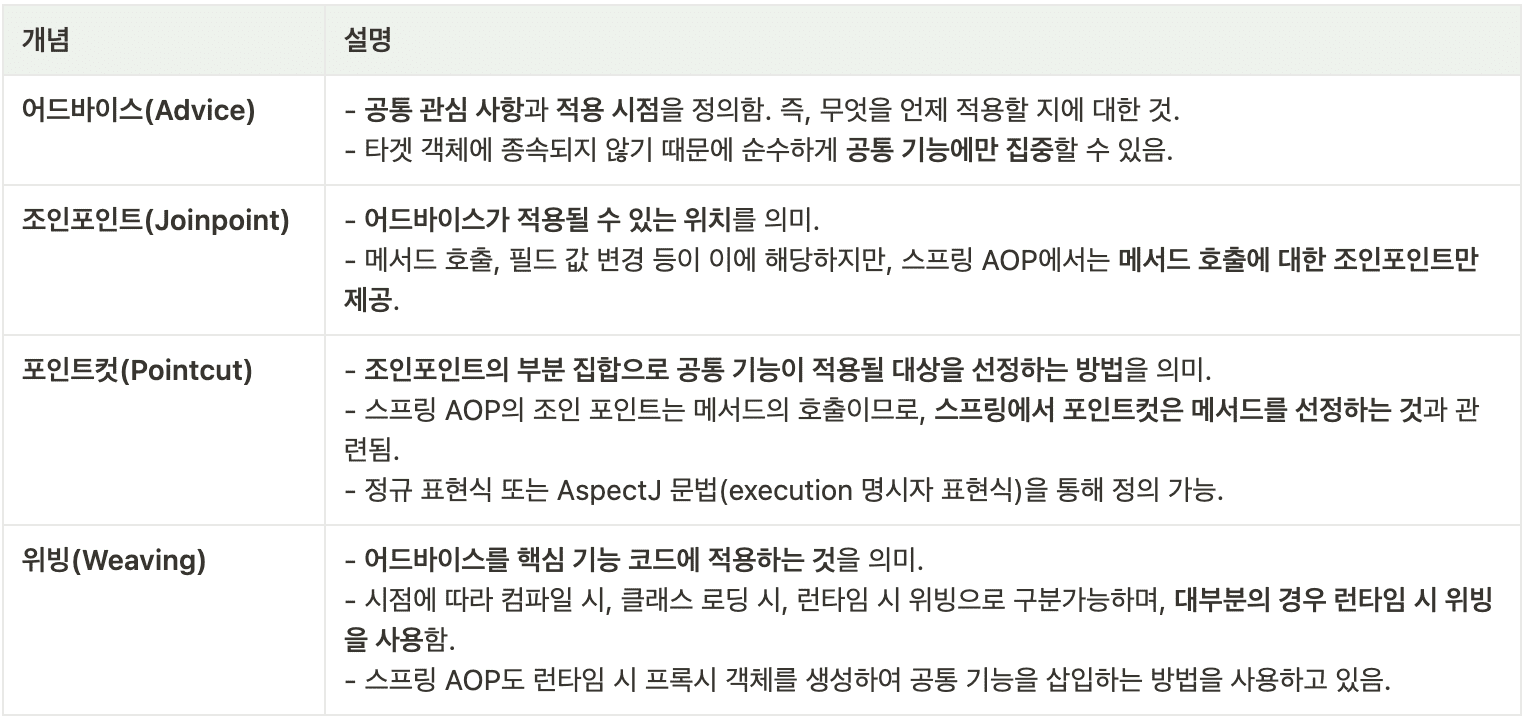 개념
설명
어드바이스(Advice)
- 공통 관심 사항과 적용 시점을 정의함. 즉, 무엇을 언제 적용할 지에 대한 것.
- 타겟 객체에 종속되지 않기 때문에 순수하게 공통 기능에만 집중할 수 있음.
조인포인트(Joinpoint)
- 어드바이스가 적용될 수 있는 위치를 의미.
- 메서드 호출, 필드 값 변경 등이 이에 해당하지만, 스프링 AOP에서는 메서드 호출에 대한 조인포인트만
제공.
포인트컷(Pointcut)
- 조인포인트의 부분 집합으로 공통 기능이 적용될 대상을 선정하는 방법을 의미.
- 스프링 AOP의 조인 포인트는 메서드의 호출이므로, 스프링에서 포인트컷은 메서드를 선정하는 것과 관
련됨.
- 정규 표현식 또는 AspectJ 문법(execution 명시자 표현식)을 통해 정의 가능.
위빙(Weaving)
- 어드바이스를 핵심 기능 코드에 적용하는 것을 의미.
- 시점에 따라 컴파일 시, 클래스 로딩 시, 런타임 시 위빙으로 구분가능하며, 대부분의 경우 런타임 시 위빙
을 사용함.
- 스프링 AOP도 런타임 시 프록시 객체를 생성하여 공통 기능을 삽입하는 방법을 사용하고 있음.